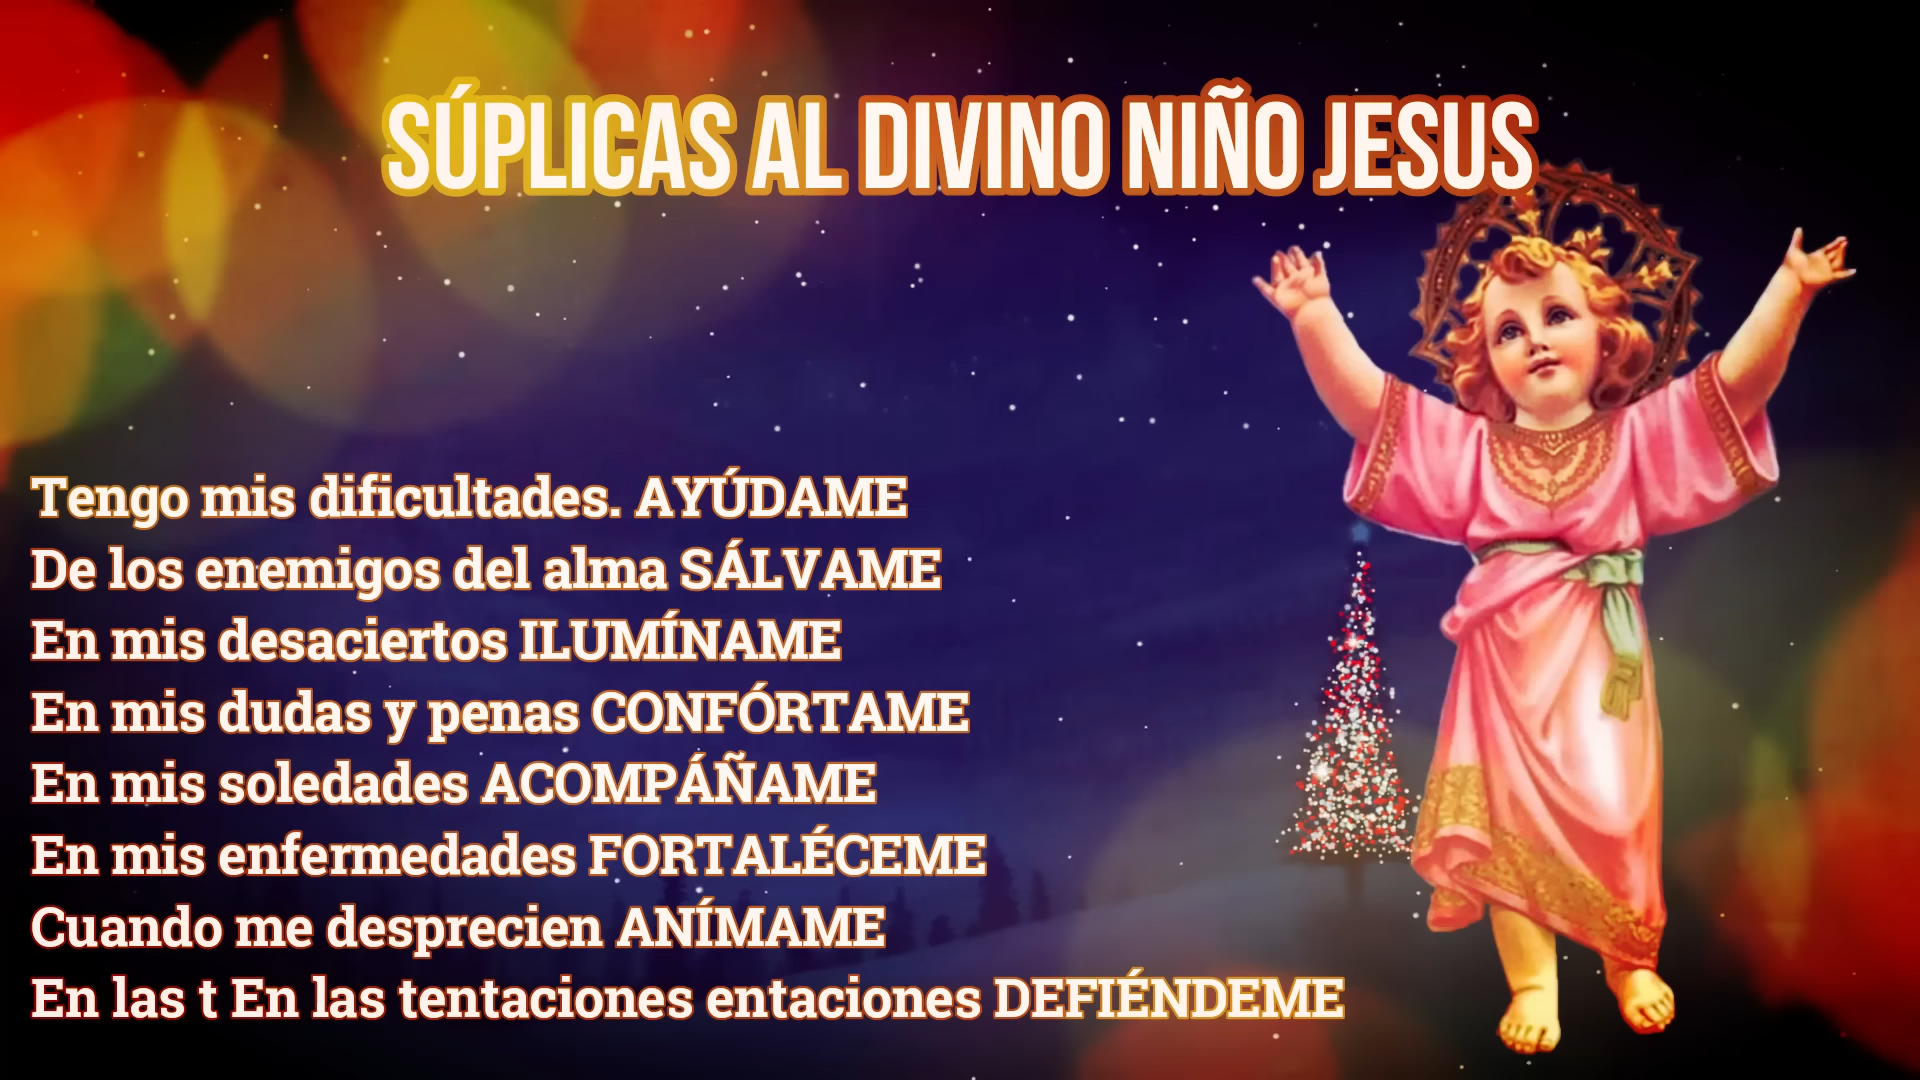 SÚPLICAS AL DIVINO NIÑO JESUS
Tengo mis dificultades. AYÚDAME
De los enemigos del alma SÁLVAME
En mis desaciertos ILUMÍNAME
En mis dudas y penas CONFÓRTAME
En mis soledades ACOMPÁÑAME
En mis enfermedades FORTALÉCEME
Cuando me desprecien ANÍMAME
En las t En las tentaciones entaciones DEFIÉNDEME